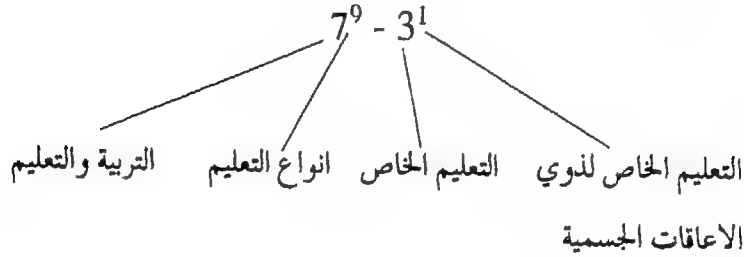 7⁹ - 3¹
التعليم الخاص لذوي    التعليم الخاص    انواع التعليم    التربية والتعليم
الاعاقات الجسمية